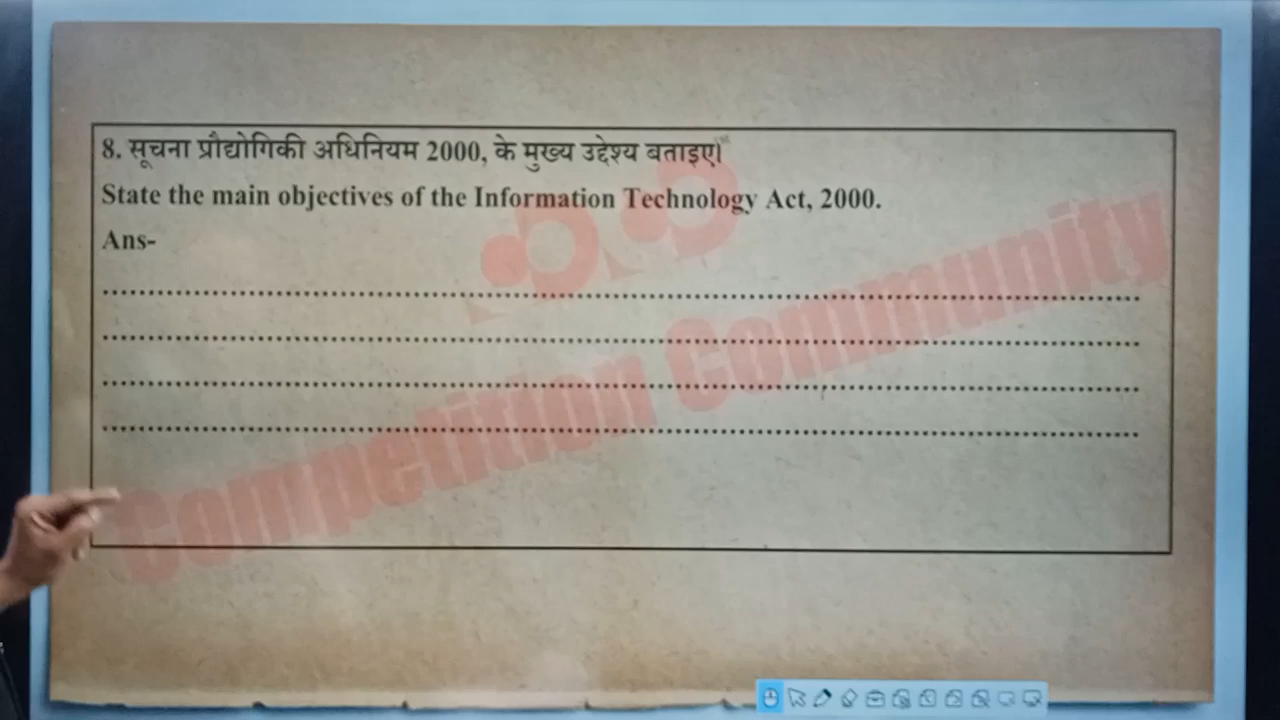 8. सूचना प्रौद्योगिकी अधिनियम 2000, के मुख्य उद्देश्य बताइए।
State the main objectives of the Information Technology Act, 2000.
Ans-
Competition Community